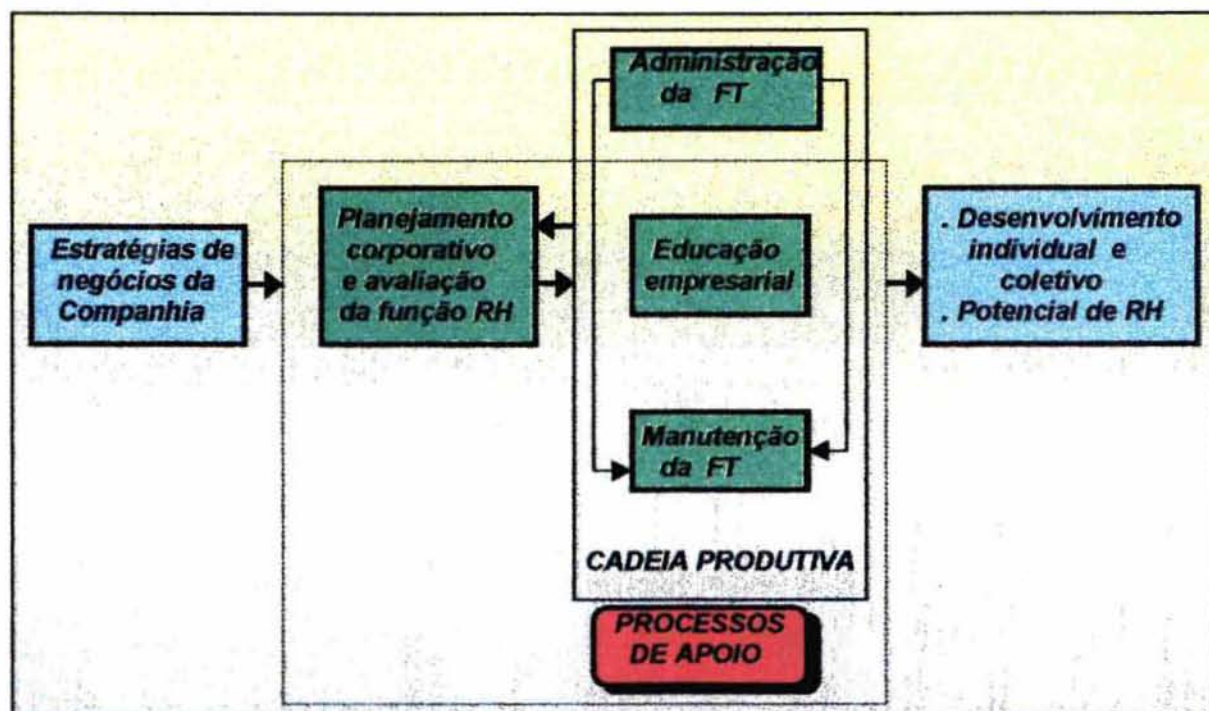 Administração
da FT
Planejamento
corporativo
e avaliação
da função RH
Estratégias de
negócios da
Companhia
Educação
empresarial
. Desenvolvimento
individual e
coletivo
. Potencial de RH
Manutenção
da FT
CADEIA PRODUTIVA
PROCESSOS
DE APOIO